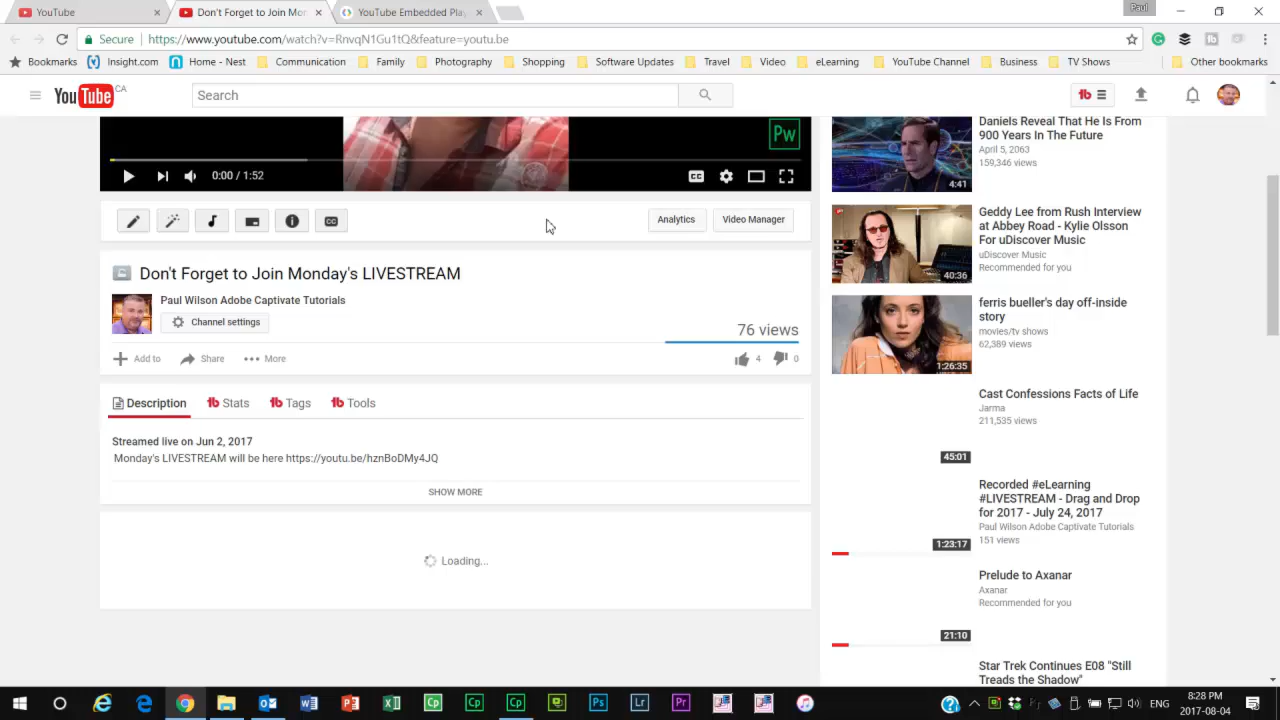 YouTube
Don't Forget to Join Mon
YouTube Embedded Play
Paul
Secure
https://www.youtube.com/watch?v=RnvqN1Gu1tQ&feature=youtu.be
Bookmarks
Insight.com
Home - Nest
Communication
Family
Photography
Shopping
Software Updates
Travel
Video
eLearning
YouTube Channel
Business
TV Shows
Other bookmarks
YouTube CA
Search
Pw
0:00 / 1:52
CC
CC
Analytics
Video Manager
Don't Forget to Join Monday's LIVESTREAM
Paul Wilson Adobe Captivate Tutorials
Channel settings
76 views
Add to
Share
More
4
0
Description
Stats
Tags
Tools
Streamed live on Jun 2, 2017
Monday's LIVESTREAM will be here https://youtu.be/hznBoDMy4JQ
SHOW MORE
Loading...
Daniels Reveal That He Is From
900 Years In The Future
April 5, 2063
159,346 views
4:41
Geddy Lee from Rush Interview
at Abbey Road - Kylie Olsson
For uDiscover Music
uDiscover Music
Recommended for you
40:36
ferris bueller's day off-inside
story
movies/tv shows
62,389 views
1:26:35
Cast Confessions Facts of Life
Jarma
211,535 views
45:01
Recorded #eLearning
#LIVESTREAM - Drag and Drop
for 2017 - July 24, 2017
Paul Wilson Adobe Captivate Tutorials
151 views
1:23:17
Prelude to Axanar
Axanar
Recommended for you
21:10
Star Trek Continues E08 "Still
Treads the Shadow"
Cp
Cp
Cp
Ps
Lr
Pr
ENG
8:28 PM
2017-08-04